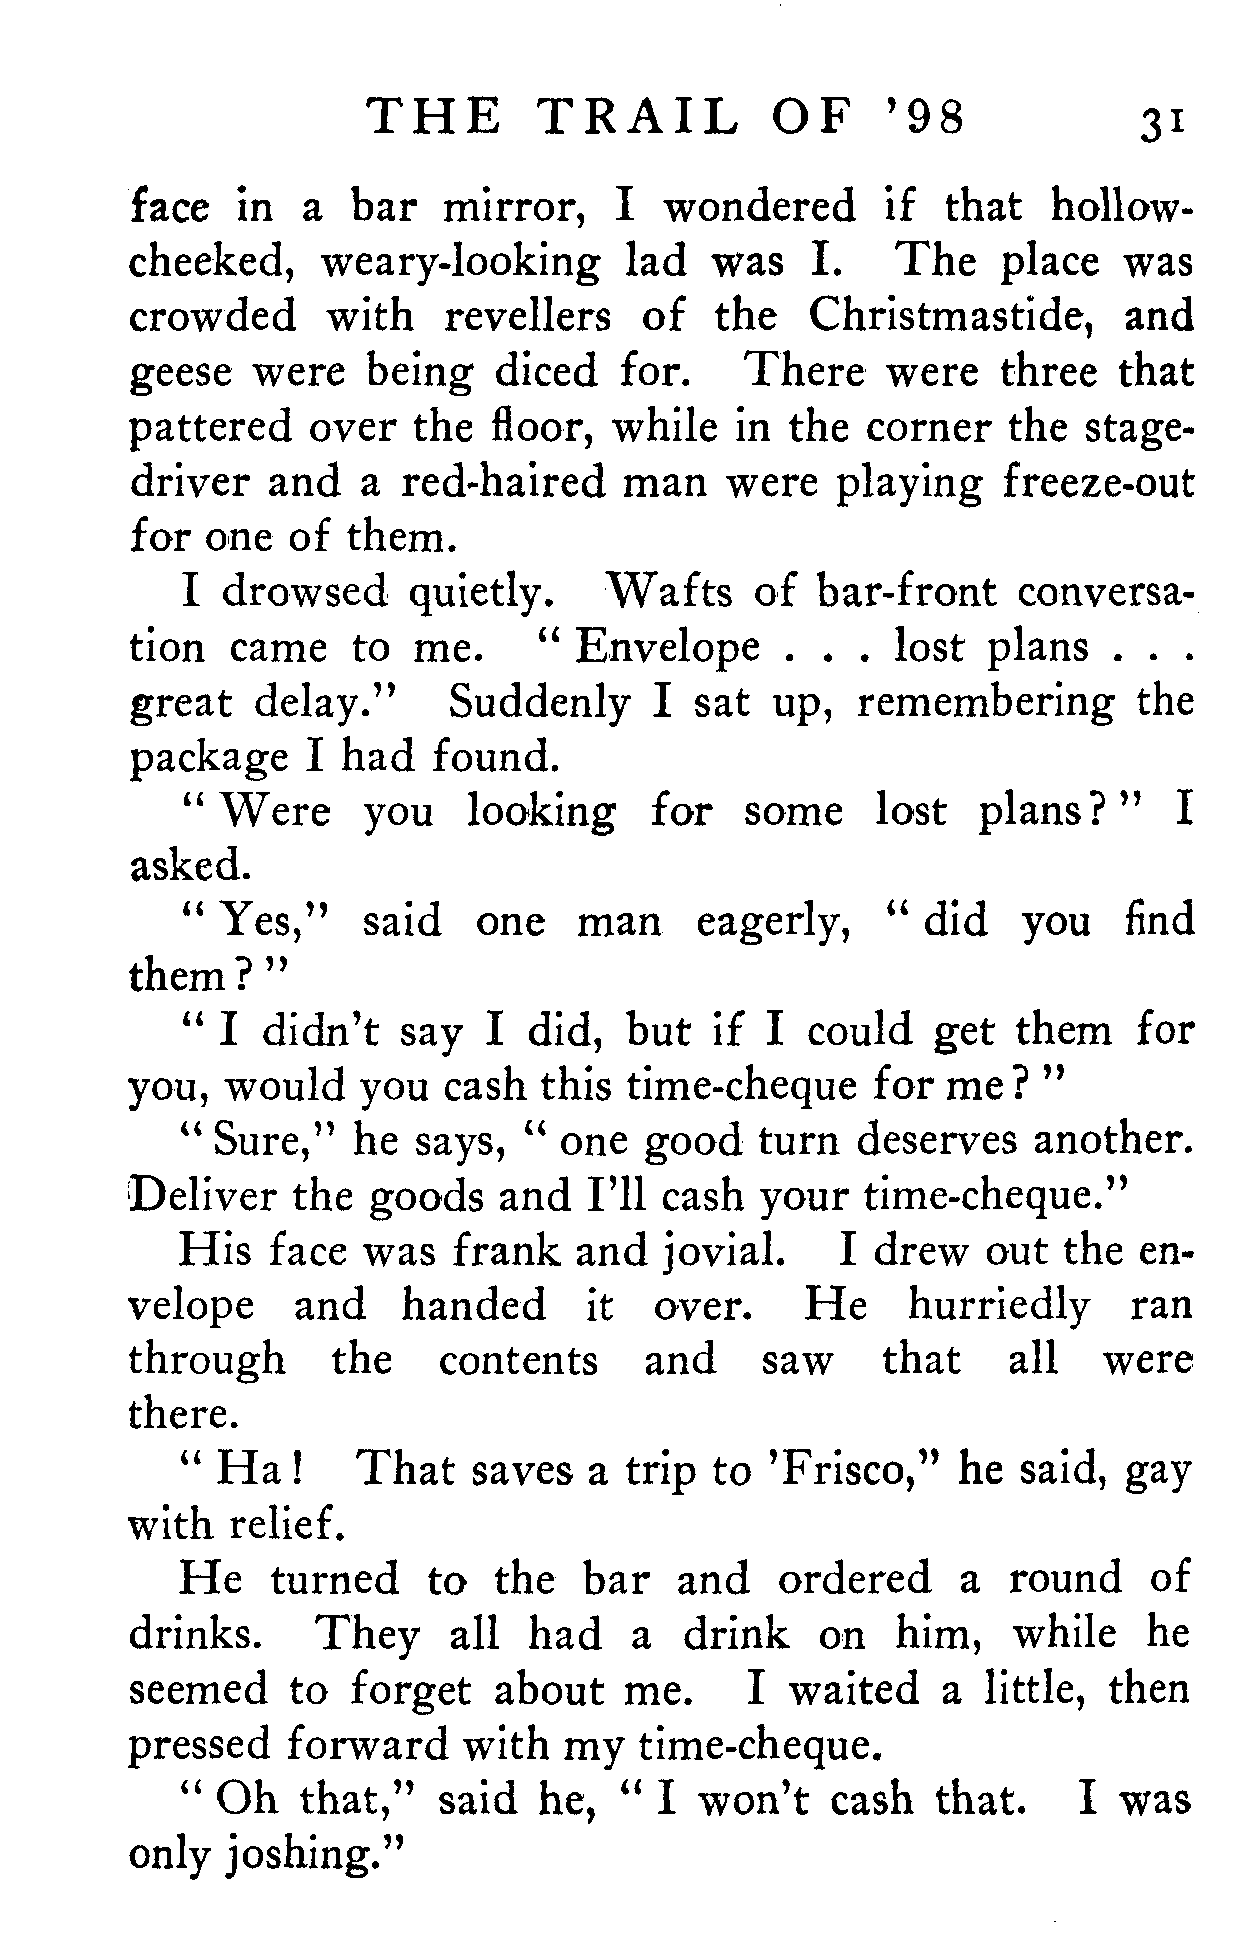 THE TRAIL OF '98 31
face in a bar mirror, I wondered if that hollow-
cheeked, weary-looking lad was I. The place was
crowded with revellers of the Christmastide, and
geese were being diced for. There were three that
pattered over the floor, while in the corner the stage-
driver and a red-haired man were playing freeze-out
for one of them.
I drowsed quietly. Wafts of bar-front conversa-
tion came to me. " Envelope . . . lost plans . . .
great delay." Suddenly I sat up, remembering the
package I had found.
" Were you looking for some lost plans? " I
asked.
" Yes," said one man eagerly, " did you find
them? "
" I didn't say I did, but if I could get them for
you, would you cash this time-cheque for me? "
" Sure," he says, " one good turn deserves another.
Deliver the goods and I'll cash your time-cheque."
His face was frank and jovial. I drew out the en-
velope and handed it over. He hurriedly ran
through the contents and saw that all were
there.
" Ha! That saves a trip to 'Frisco," he said, gay
with relief.
He turned to the bar and ordered a round of
drinks. They all had a drink on him, while he
seemed to forget about me. I waited a little, then
pressed forward with my time-cheque.
" Oh that," said he, " I won't cash that. I was
only joshing."